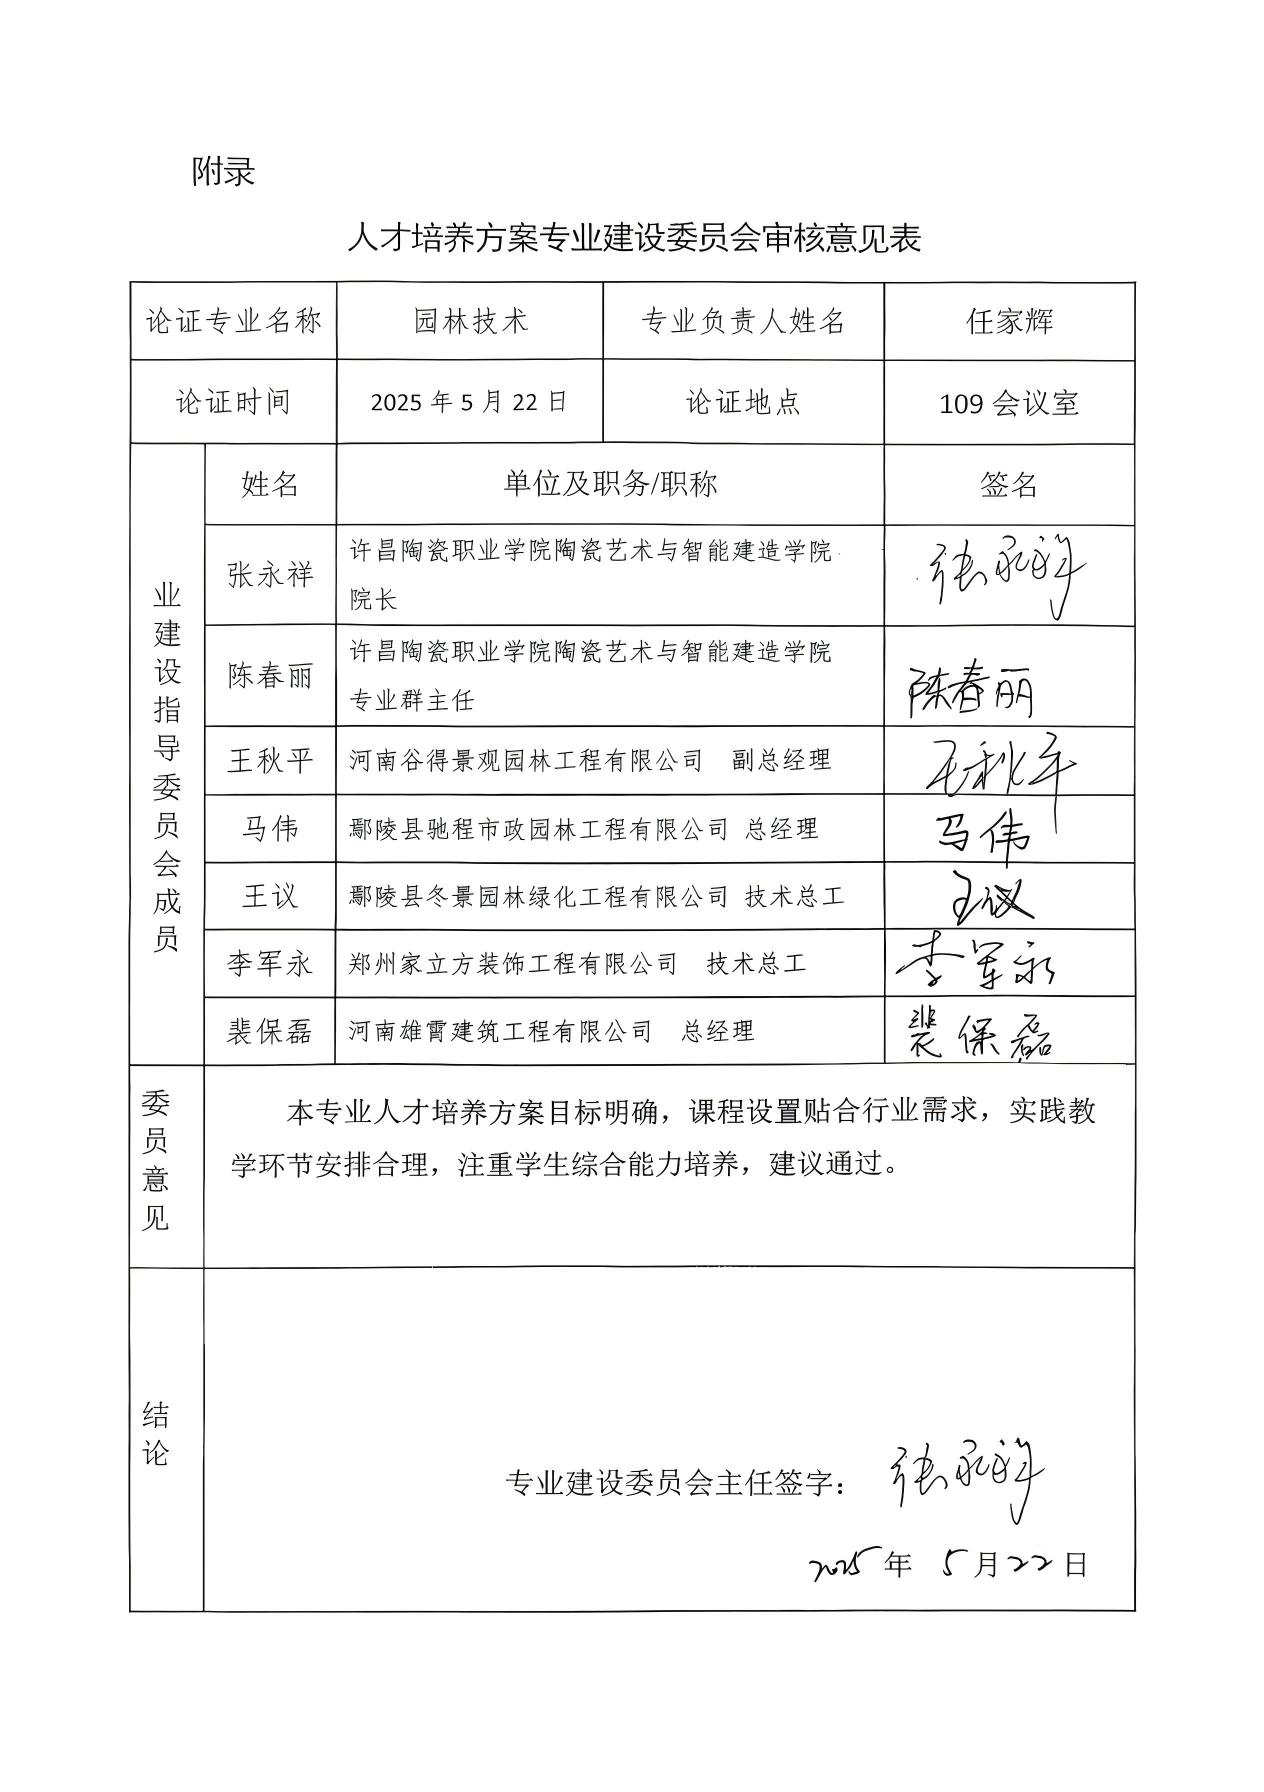 附录
人才培养方案专业建设委员会审核意见表
论证专业名称 园林技术 专业负责人姓名 任家辉
论证时间 2025 年 5 月 22 日 论证地点 109 会议室
业建设指导委员会成员
姓名 单位及职务/职称 签名
张永祥 许昌陶瓷职业学院陶瓷艺术与智能建造学院 张永祥
院长
陈春丽 许昌陶瓷职业学院陶瓷艺术与智能建造学院 陈春丽
专业群主任
王秋平 河南谷得景观园林工程有限公司 副总经理 王秋平
马伟 鄢陵县驰程市政园林工程有限公司 总经理 马伟
王议 鄢陵县冬景园林绿化工程有限公司 技术总工 王议
李军永 郑州家立方装饰工程有限公司 技术总工 李军永
裴保磊 河南雄霄建筑工程有限公司 总经理 裴保磊
委员意见
本专业人才培养方案目标明确，课程设置贴合行业需求，实践教
学环节安排合理，注重学生综合能力培养，建议通过。
结论
专业建设委员会主任签字： 张永祥
2025 年 5 月 22 日